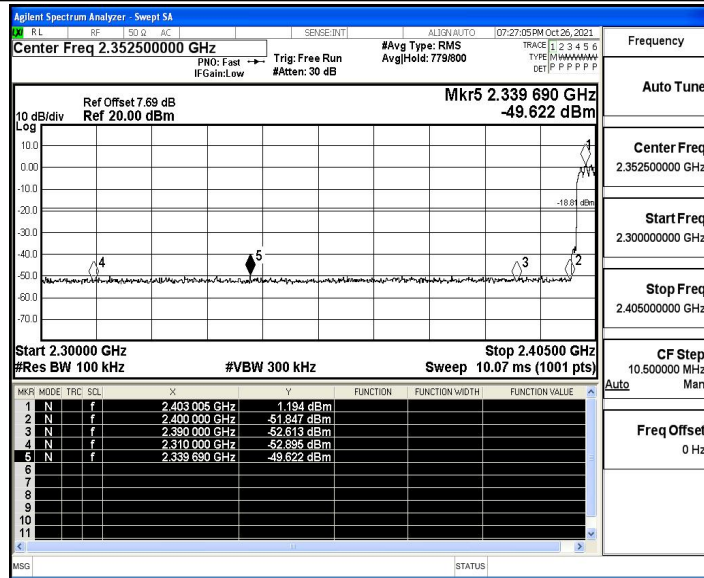 Agilent Spectrum Analyzer - Swept SA
RL RF 50 Ω AC SENSE:INT ALIGNAUTO 07:27:05 PM Oct 26, 2021
Center Freq 2.352500000 GHz
PNO: Fast
IFGain:Low
Trig: Free Run
#Atten: 30 dB
#Avg Type: RMS
Avg|Hold: 779/800
TRACE 1 2 3 4 5 6
TYPE M W W W W W
DET P P P P P P
Ref Offset 7.69 dB
10 dB/div Ref 20.00 dBm
Log
Mkr5 2.339 690 GHz
-49.622 dBm
10.0
0.00
-10.0
-20.0
-30.0
-40.0
-50.0
-60.0
-70.0
1
-18.81 dBm
4
5
3
2
Start 2.30000 GHz Stop 2.40500 GHz
#Res BW 100 kHz #VBW 300 kHz Sweep 10.07 ms (1001 pts)
MKR MODE TRC SCL X Y FUNCTION FUNCTION WIDTH FUNCTION VALUE
1 N f 2.403 005 GHz 1.194 dBm
2 N f 2.400 000 GHz -51.847 dBm
3 N f 2.390 000 GHz -52.613 dBm
4 N f 2.310 000 GHz -52.895 dBm
5 N f 2.339 690 GHz -49.622 dBm
6
7
8
9
10
11
MSG STATUS
Frequency
Auto Tune
Center Freq
2.352500000 GHz
Start Freq
2.300000000 GHz
Stop Freq
2.405000000 GHz
CF Step
10.500000 MHz
Auto Man
Freq Offset
0 Hz